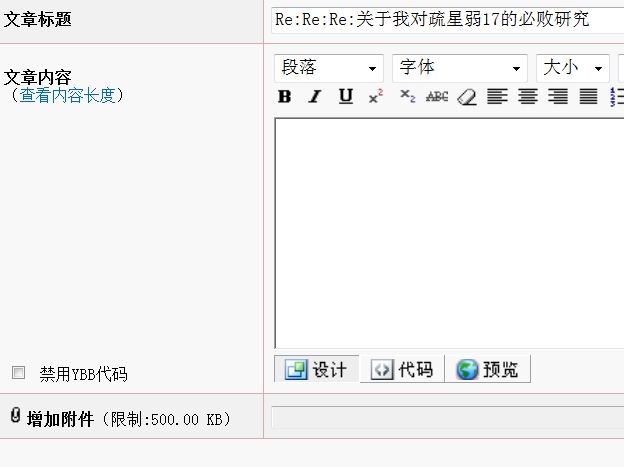 文章标题
Re:Re:Re:关于我对疏星弱17的必败研究
文章内容
（查看内容长度）
段落 字体 大小
B I U x² x₂ ABC
禁用YBB代码
设计 代码 预览
增加附件（限制:500.00 KB）